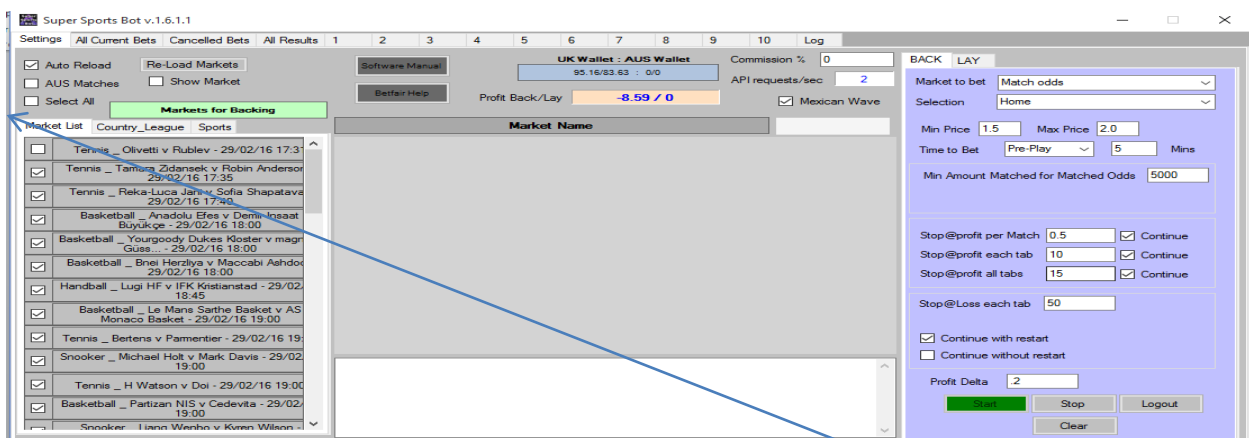 Super Sports Bot v.1.6.1.1
Settings All Current Bets Cancelled Bets All Results 1 2 3 4 5 6 7 8 9 10 Log
Auto Reload Re-Load Markets
AUS Matches Show Market
Select All
Markets for Backing
Software Manual
Betfair Help
UK Wallet : AUS Wallet
95.16/83.63 : 0/0
Profit Back/Lay -8.59 / 0
Commission % 0
API requests/sec 2
Mexican Wave
Market List Country_League Sports
Market Name
Tennis _ Olivetti v Rublev - 29/02/16 17:3
Tennis _ Tamara Zidansek v Robin Anderson
29/02/16 17:35
Tennis _ Reka-Luca Jani v Sofia Shapatava
29/02/16 17:40
Basketball _ Anadolu Efes v Demir Insaat
Büyükçe - 29/02/16 18:00
Basketball _ Yourgoody Dukes Kloster v magn
Güss... - 29/02/16 18:00
Basketball _ Bnei Herzliya v Maccabi Ashdod
29/02/16 18:00
Handball _ Lugi HF v IFK Kristianstad - 29/02/
18:45
Basketball _ Le Mans Sarthe Basket v AS
Monaco Basket - 29/02/16 19:00
Tennis _ Bertens v Parmentier - 29/02/16 19:
Snooker _ Michael Holt v Mark Davis - 29/02
19:00
Tennis _ H Watson v Doi - 29/02/16 19:00
Basketball _ Partizan NIS v Cedevita - 29/02/
19:00
Snooker _ Liang Wenbo v Kyren Wilson -
BACK LAY
Market to bet Match odds
Selection Home
Min Price 1.5 Max Price 2.0
Time to Bet Pre-Play 5 Mins
Min Amount Matched for Matched Odds 5000
Stop@profit per Match 0.5 Continue
Stop@profit each tab 10 Continue
Stop@profit all tabs 15 Continue
Stop@Loss each tab 50
Continue with restart
Continue without restart
Profit Delta .2
Start Stop Logout
Clear